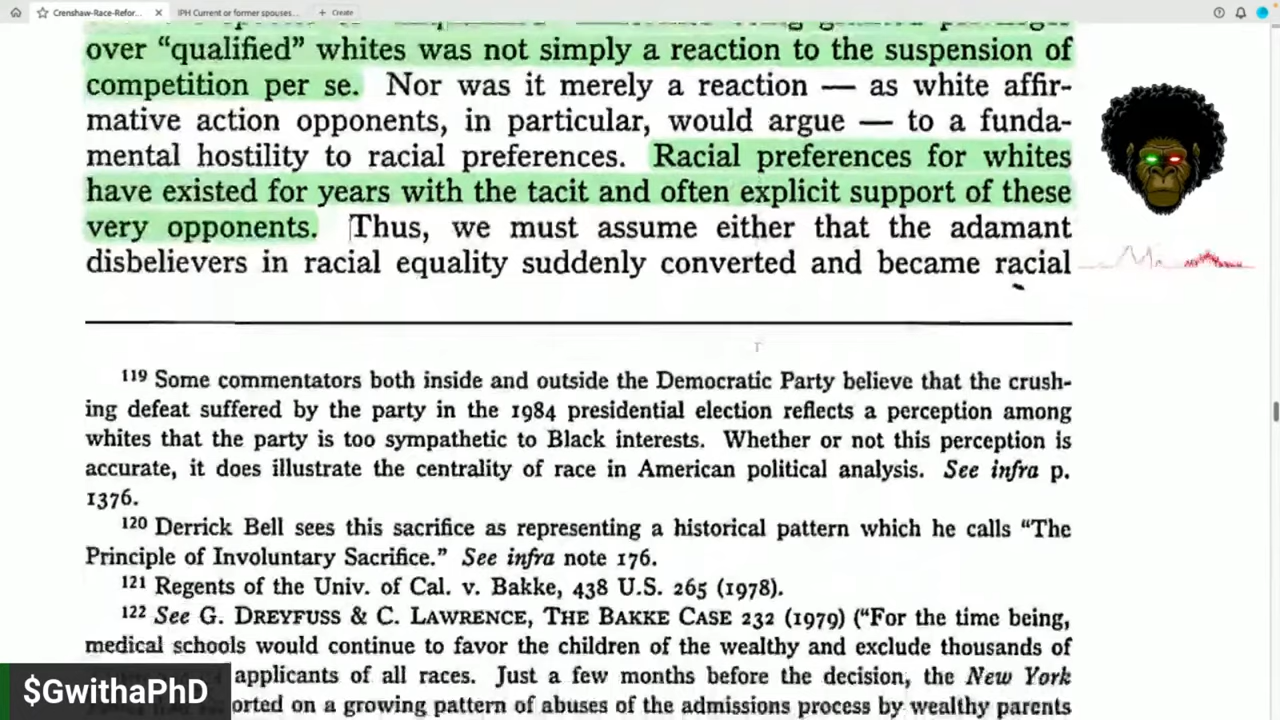 Crenshaw-Race-Refor...
IPH Current or former spouses...
+ Create
over “qualified” whites was not simply a reaction to the suspension of
competition per se. Nor was it merely a reaction — as white affir-
mative action opponents, in particular, would argue — to a funda-
mental hostility to racial preferences. Racial preferences for whites
have existed for years with the tacit and often explicit support of these
very opponents. Thus, we must assume either that the adamant
disbelievers in racial equality suddenly converted and became racial
119 Some commentators both inside and outside the Democratic Party believe that the crush-
ing defeat suffered by the party in the 1984 presidential election reflects a perception among
whites that the party is too sympathetic to Black interests. Whether or not this perception is
accurate, it does illustrate the centrality of race in American political analysis. See infra p.
1376.
120 Derrick Bell sees this sacrifice as representing a historical pattern which he calls “The
Principle of Involuntary Sacrifice.” See infra note 176.
121 Regents of the Univ. of Cal. v. Bakke, 438 U.S. 265 (1978).
122 See G. DREYFUSS & C. LAWRENCE, THE BAKKE CASE 232 (1979) (“For the time being,
medical schools would continue to favor the children of the wealthy and exclude thousands of
applicants of all races. Just a few months before the decision, the New York
orted on a growing pattern of abuses of the admissions process by wealthy parents
$GwithaPhD